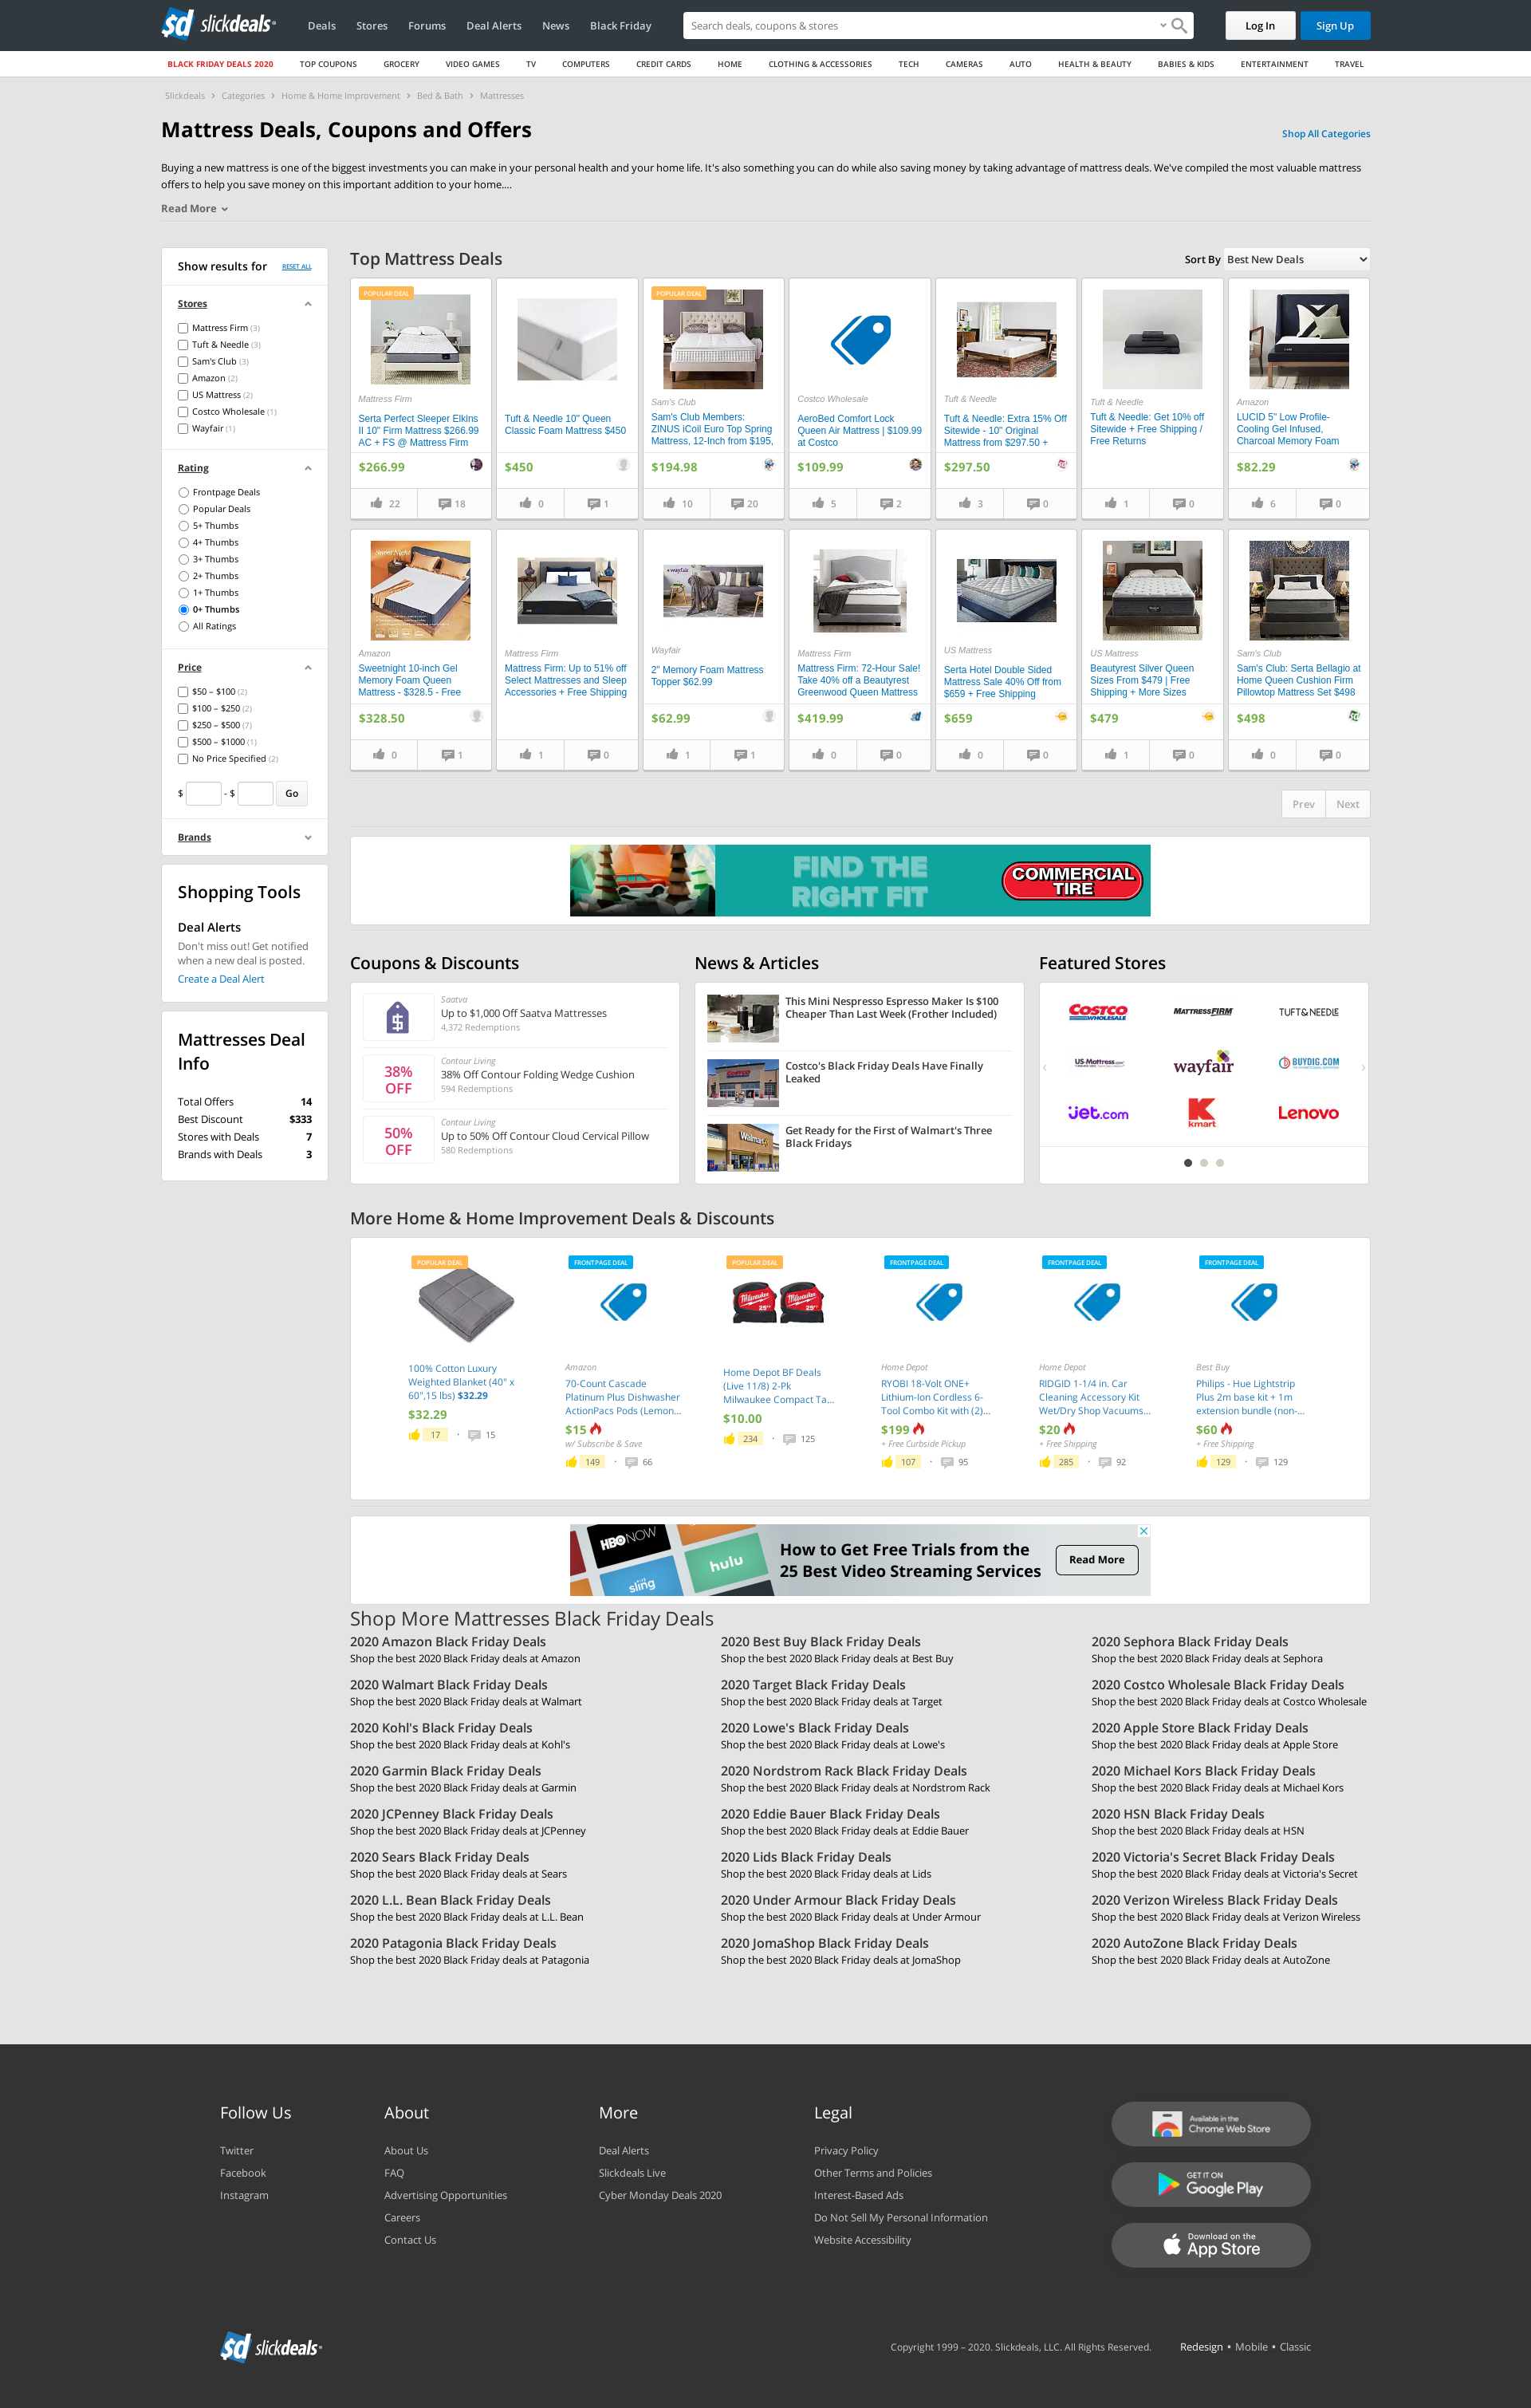 slickdeals
Deals Stores Forums Deal Alerts News Black Friday
Search deals, coupons & stores
Log In
Sign Up
BLACK FRIDAY DEALS 2020 TOP COUPONS GROCERY VIDEO GAMES TV COMPUTERS CREDIT CARDS HOME CLOTHING & ACCESSORIES TECH CAMERAS AUTO HEALTH & BEAUTY BABIES & KIDS ENTERTAINMENT TRAVEL
Slickdeals › Categories › Home & Home Improvement › Bed & Bath › Mattresses
Mattress Deals, Coupons and Offers
Shop All Categories
Buying a new mattress is one of the biggest investments you can make in your personal health and your home life. It's also something you can do while also saving money by taking advantage of mattress deals. We've compiled the most valuable mattress
offers to help you save money on this important addition to your home....
Read More
Show results for RESET ALL
Stores
Mattress Firm (3)
Tuft & Needle (3)
Sam's Club (3)
Amazon (2)
US Mattress (2)
Costco Wholesale (1)
Wayfair (1)
Rating
Frontpage Deals
Popular Deals
5+ Thumbs
4+ Thumbs
3+ Thumbs
2+ Thumbs
1+ Thumbs
0+ Thumbs
All Ratings
Price
$50 – $100 (2)
$100 – $250 (2)
$250 – $500 (7)
$500 – $1000 (1)
No Price Specified (2)
$ - $ Go
Brands
Shopping Tools
Deal Alerts
Don't miss out! Get notified
when a new deal is posted.
Create a Deal Alert
Mattresses Deal
Info
Total Offers 14
Best Discount $333
Stores with Deals 7
Brands with Deals 3
Top Mattress Deals
Sort By Best New Deals
POPULAR DEAL
Mattress Firm
Serta Perfect Sleeper Elkins
II 10" Firm Mattress $266.99
AC + FS @ Mattress Firm
$266.99
22 18
Tuft & Needle 10" Queen
Classic Foam Mattress $450
$450
0 1
POPULAR DEAL
Sam's Club
Sam's Club Members:
ZINUS iCoil Euro Top Spring
Mattress, 12-Inch from $195,
$194.98
10 20
Costco Wholesale
AeroBed Comfort Lock
Queen Air Mattress | $109.99
at Costco
$109.99
5 2
Tuft & Needle
Tuft & Needle: Extra 15% Off
Sitewide - 10" Original
Mattress from $297.50 +
$297.50
3 0
Tuft & Needle
Tuft & Needle: Get 10% off
Sitewide + Free Shipping /
Free Returns
1 0
Amazon
LUCID 5" Low Profile-
Cooling Gel Infused,
Charcoal Memory Foam
$82.29
6 0
Amazon
Sweetnight 10-inch Gel
Memory Foam Queen
Mattress - $328.5 - Free
$328.50
0 1
Mattress Firm
Mattress Firm: Up to 51% off
Select Mattresses and Sleep
Accessories + Free Shipping
1 0
wayfair
Wayfair
2" Memory Foam Mattress
Topper $62.99
$62.99
1 1
Mattress Firm
Mattress Firm: 72-Hour Sale!
Take 40% off a Beautyrest
Greenwood Queen Mattress
$419.99
0 0
US Mattress
Serta Hotel Double Sided
Mattress Sale 40% Off from
$659 + Free Shipping
$659
0 0
US Mattress
Beautyrest Silver Queen
Sizes From $479 | Free
Shipping + More Sizes
$479
1 0
Sam's Club
Sam's Club: Serta Bellagio at
Home Queen Cushion Firm
Pillowtop Mattress Set $498
$498
0 0
Prev Next
FIND THE
RIGHT FIT
COMMERCIAL
TIRE
Coupons & Discounts
Saatva
Up to $1,000 Off Saatva Mattresses
4,372 Redemptions
38%
OFF
Contour Living
38% Off Contour Folding Wedge Cushion
594 Redemptions
50%
OFF
Contour Living
Up to 50% Off Contour Cloud Cervical Pillow
580 Redemptions
News & Articles
This Mini Nespresso Espresso Maker Is $100
Cheaper Than Last Week (Frother Included)
Costco's Black Friday Deals Have Finally
Leaked
Get Ready for the First of Walmart's Three
Black Fridays
Featured Stores
COSTCO WHOLESALE MATTRESS FIRM TUFT & NEEDLE
US-Mattress.com wayfair BUYDIG.COM
jet.com kmart Lenovo
More Home & Home Improvement Deals & Discounts
POPULAR DEAL
100% Cotton Luxury
Weighted Blanket (40" x
60",15 lbs) $32.29
$32.29
17 · 15
FRONTPAGE DEAL
Amazon
70-Count Cascade
Platinum Plus Dishwasher
ActionPacs Pods (Lemon...
$15
w/ Subscribe & Save
149 · 66
POPULAR DEAL
Home Depot BF Deals
(Live 11/8) 2-Pk
Milwaukee Compact Ta...
$10.00
234 · 125
FRONTPAGE DEAL
Home Depot
RYOBI 18-Volt ONE+
Lithium-Ion Cordless 6-
Tool Combo Kit with (2)...
$199
+ Free Curbside Pickup
107 · 95
FRONTPAGE DEAL
Home Depot
RIDGID 1-1/4 in. Car
Cleaning Accessory Kit
Wet/Dry Shop Vacuums...
$20
+ Free Shipping
285 · 92
FRONTPAGE DEAL
Best Buy
Philips - Hue Lightstrip
Plus 2m base kit + 1m
extension bundle (non-...
$60
+ Free Shipping
129 · 129
HBO NOW
hulu
sling
How to Get Free Trials from the
25 Best Video Streaming Services
Read More
Shop More Mattresses Black Friday Deals
2020 Amazon Black Friday Deals
Shop the best 2020 Black Friday deals at Amazon
2020 Best Buy Black Friday Deals
Shop the best 2020 Black Friday deals at Best Buy
2020 Sephora Black Friday Deals
Shop the best 2020 Black Friday deals at Sephora
2020 Walmart Black Friday Deals
Shop the best 2020 Black Friday deals at Walmart
2020 Target Black Friday Deals
Shop the best 2020 Black Friday deals at Target
2020 Costco Wholesale Black Friday Deals
Shop the best 2020 Black Friday deals at Costco Wholesale
2020 Kohl's Black Friday Deals
Shop the best 2020 Black Friday deals at Kohl's
2020 Lowe's Black Friday Deals
Shop the best 2020 Black Friday deals at Lowe's
2020 Apple Store Black Friday Deals
Shop the best 2020 Black Friday deals at Apple Store
2020 Garmin Black Friday Deals
Shop the best 2020 Black Friday deals at Garmin
2020 Nordstrom Rack Black Friday Deals
Shop the best 2020 Black Friday deals at Nordstrom Rack
2020 Michael Kors Black Friday Deals
Shop the best 2020 Black Friday deals at Michael Kors
2020 JCPenney Black Friday Deals
Shop the best 2020 Black Friday deals at JCPenney
2020 Eddie Bauer Black Friday Deals
Shop the best 2020 Black Friday deals at Eddie Bauer
2020 HSN Black Friday Deals
Shop the best 2020 Black Friday deals at HSN
2020 Sears Black Friday Deals
Shop the best 2020 Black Friday deals at Sears
2020 Lids Black Friday Deals
Shop the best 2020 Black Friday deals at Lids
2020 Victoria's Secret Black Friday Deals
Shop the best 2020 Black Friday deals at Victoria's Secret
2020 L.L. Bean Black Friday Deals
Shop the best 2020 Black Friday deals at L.L. Bean
2020 Under Armour Black Friday Deals
Shop the best 2020 Black Friday deals at Under Armour
2020 Verizon Wireless Black Friday Deals
Shop the best 2020 Black Friday deals at Verizon Wireless
2020 Patagonia Black Friday Deals
Shop the best 2020 Black Friday deals at Patagonia
2020 JomaShop Black Friday Deals
Shop the best 2020 Black Friday deals at JomaShop
2020 AutoZone Black Friday Deals
Shop the best 2020 Black Friday deals at AutoZone
Follow Us
Twitter
Facebook
Instagram
About
About Us
FAQ
Advertising Opportunities
Careers
Contact Us
More
Deal Alerts
Slickdeals Live
Cyber Monday Deals 2020
Legal
Privacy Policy
Other Terms and Policies
Interest-Based Ads
Do Not Sell My Personal Information
Website Accessibility
Available in the
Chrome Web Store
GET IT ON
Google Play
Download on the
App Store
slickdeals
Copyright 1999 – 2020. Slickdeals, LLC. All Rights Reserved.
Redesign • Mobile • Classic